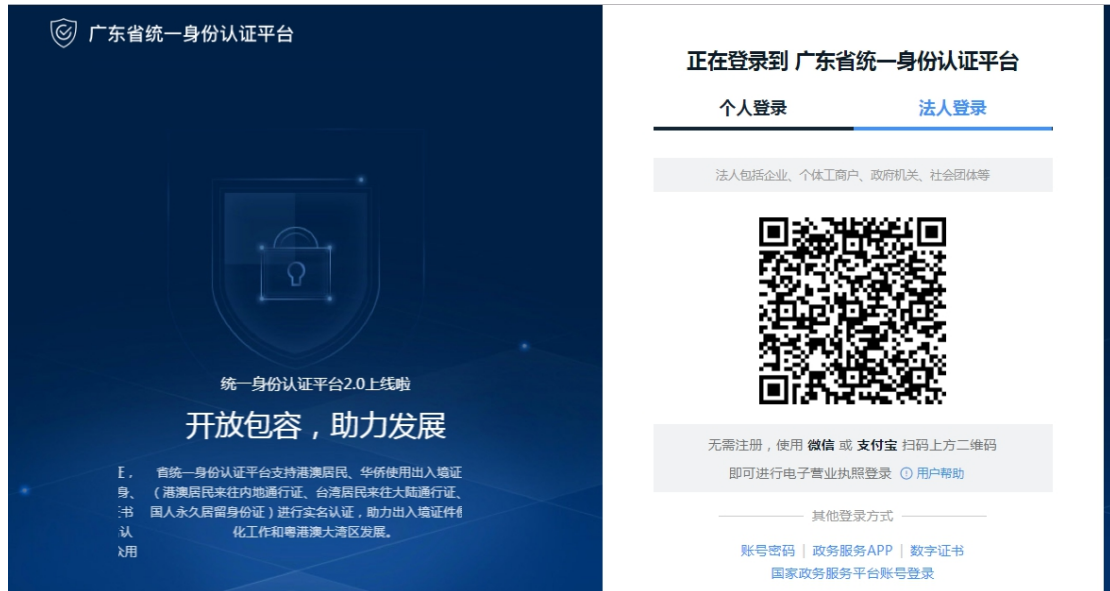 广东省统一身份认证平台
统一身份认证平台2.0上线啦
开放包容，助力发展
省统一身份认证平台支持港澳居民、华侨使用出入境证
（港澳居民来往内地通行证、台湾居民来往大陆通行证、
国人永久居留身份证）进行实名认证，助力出入境证件
化工作和粤港澳大湾区发展。
正在登录到 广东省统一身份认证平台
个人登录 法人登录
法人包括企业、个体工商户、政府机关、社会团体等
无需注册，使用 微信 或 支付宝 扫码上方二维码
即可进行电子营业执照登录 用户帮助
其他登录方式
账号密码 | 政务服务APP | 数字证书
国家政务服务平台账号登录